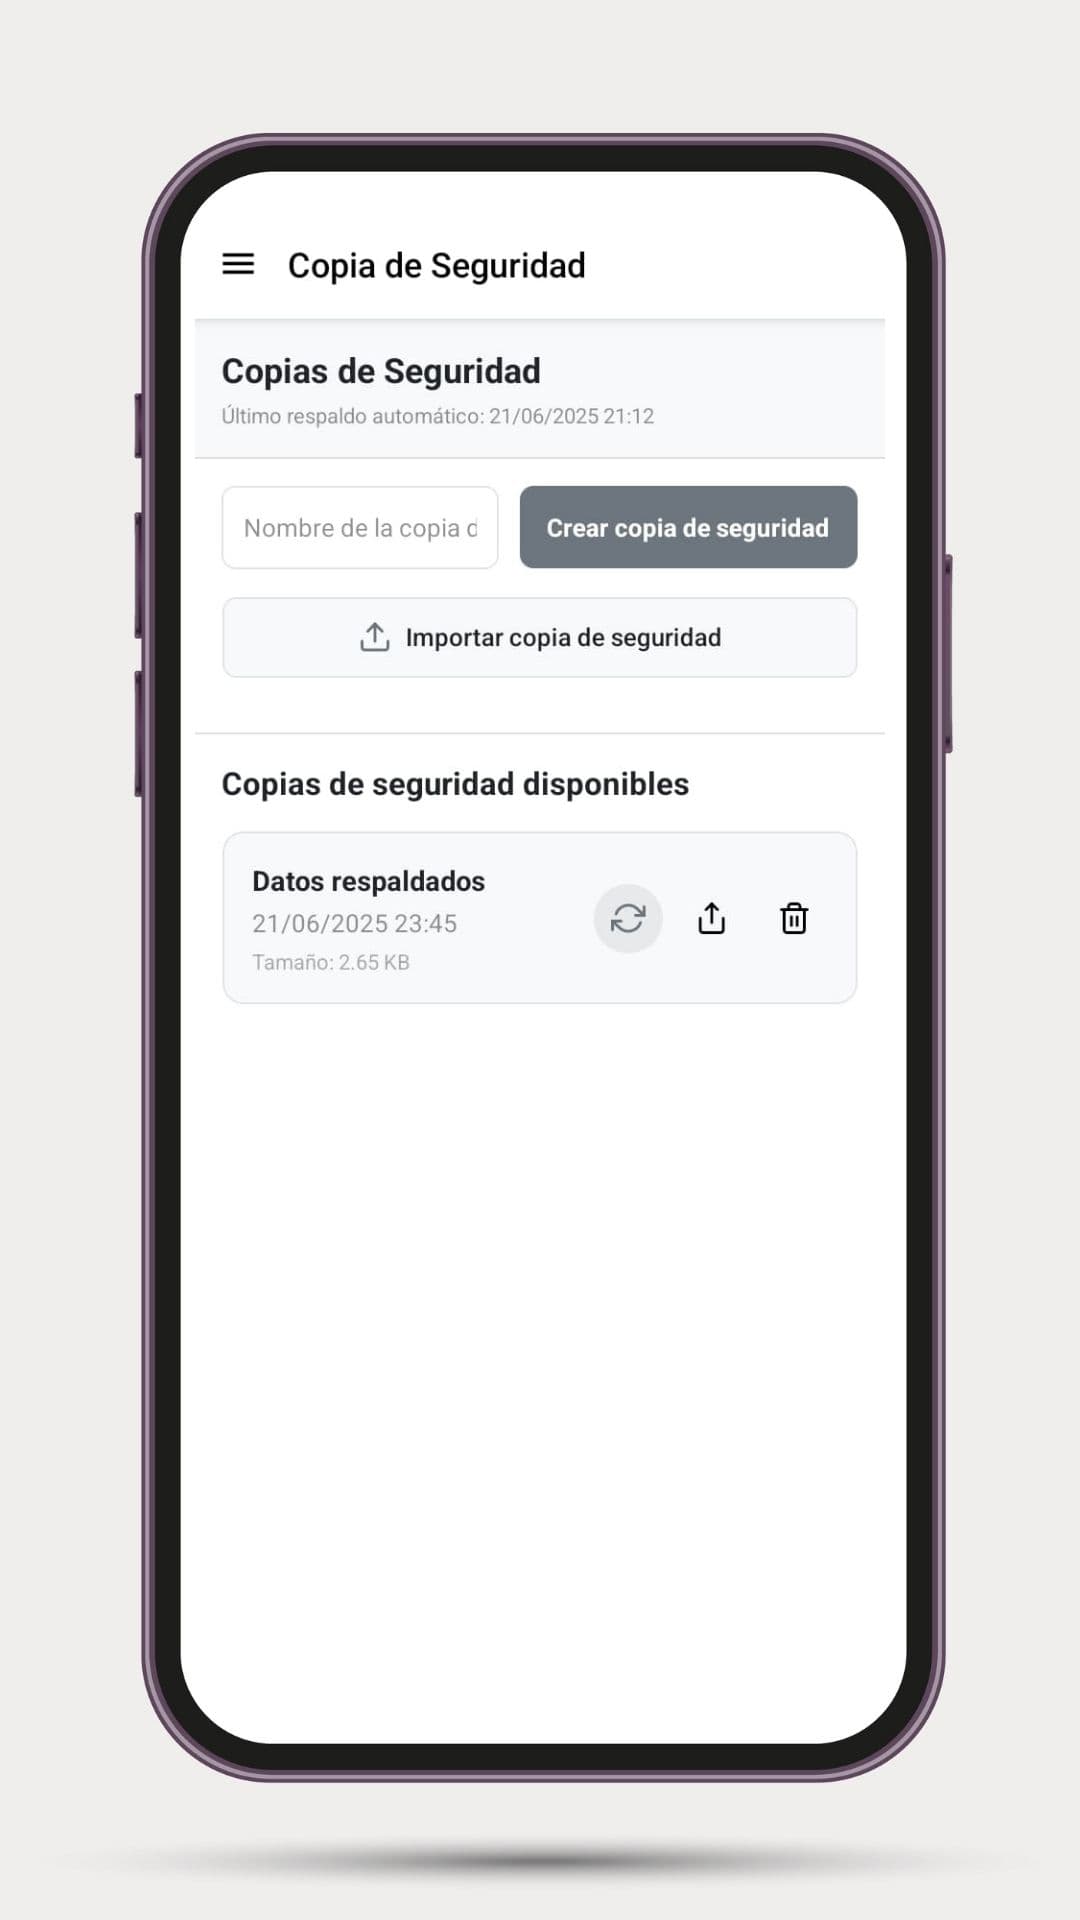 Copia de Seguridad
Copias de Seguridad
Último respaldo automático: 21/06/2025 21:12
Nombre de la copia d
Crear copia de seguridad
Importar copia de seguridad
Copias de seguridad disponibles
Datos respaldados
21/06/2025 23:45
Tamaño: 2.65 KB